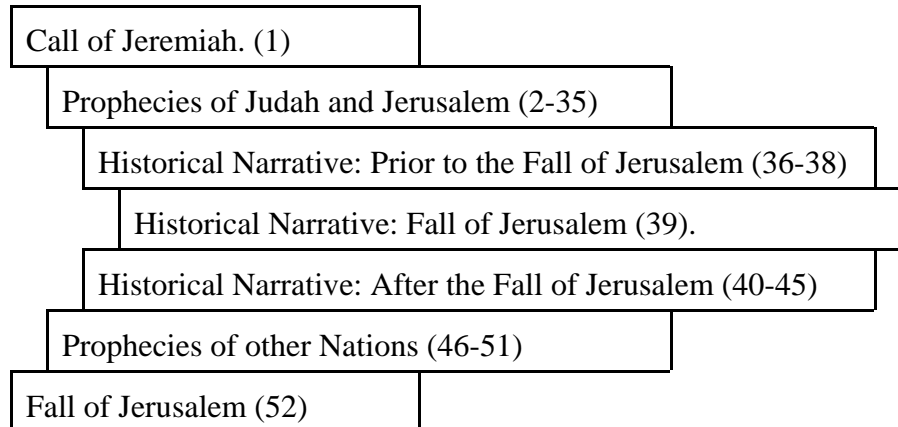 Call of Jeremiah. (1)
Prophecies of Judah and Jerusalem (2-35)
Historical Narrative: Prior to the Fall of Jerusalem (36-38)
Historical Narrative: Fall of Jerusalem (39).
Historical Narrative: After the Fall of Jerusalem (40-45)
Prophecies of other Nations (46-51)
Fall of Jerusalem (52)